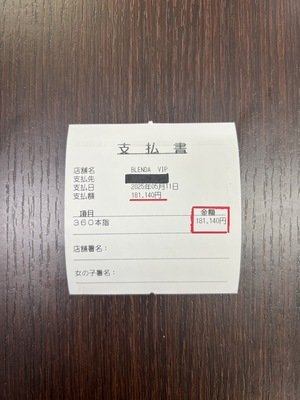 支払書
店舗名 BLENDA VIP
支払先
支払日 2025年05月11日
支払額 181,140円
項目 金額
360本指 181,140円
店舗署名：
女の子署名：